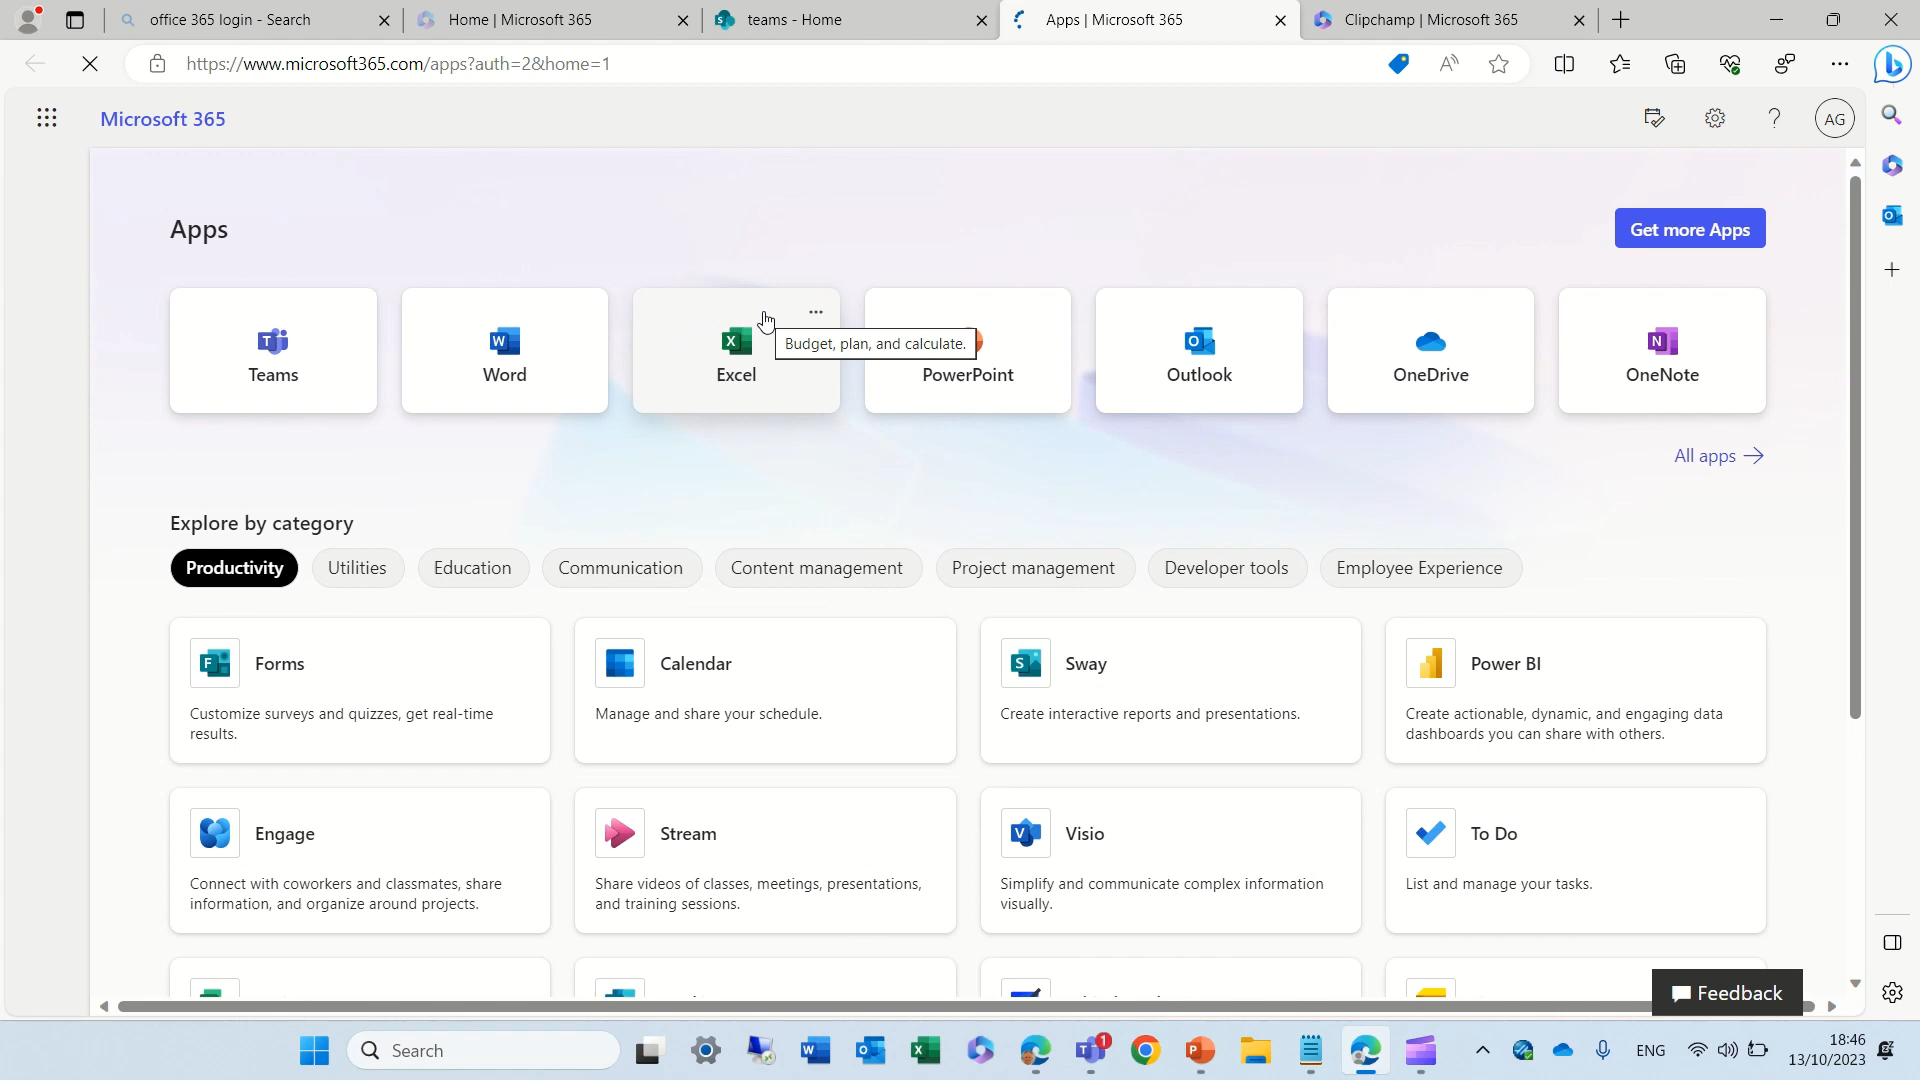 office 365 login - Search
Home | Microsoft 365
teams - Home
Apps | Microsoft 365
Clipchamp | Microsoft 365
https://www.microsoft365.com/apps?auth=2&home=1
Microsoft 365
AG
Apps
Get more Apps
Teams
Word
Excel
Budget, plan, and calculate.
PowerPoint
Outlook
OneDrive
OneNote
All apps
Explore by category
Productivity
Utilities
Education
Communication
Content management
Project management
Developer tools
Employee Experience
Forms
Customize surveys and quizzes, get real-time
results.
Calendar
Manage and share your schedule.
Sway
Create interactive reports and presentations.
Power BI
Create actionable, dynamic, and engaging data
dashboards you can share with others.
Engage
Connect with coworkers and classmates, share
information, and organize around projects.
Stream
Share videos of classes, meetings, presentations,
and training sessions.
Visio
Simplify and communicate complex information
visually.
To Do
List and manage your tasks.
Feedback
Search
1
ENG
18:46
13/10/2023